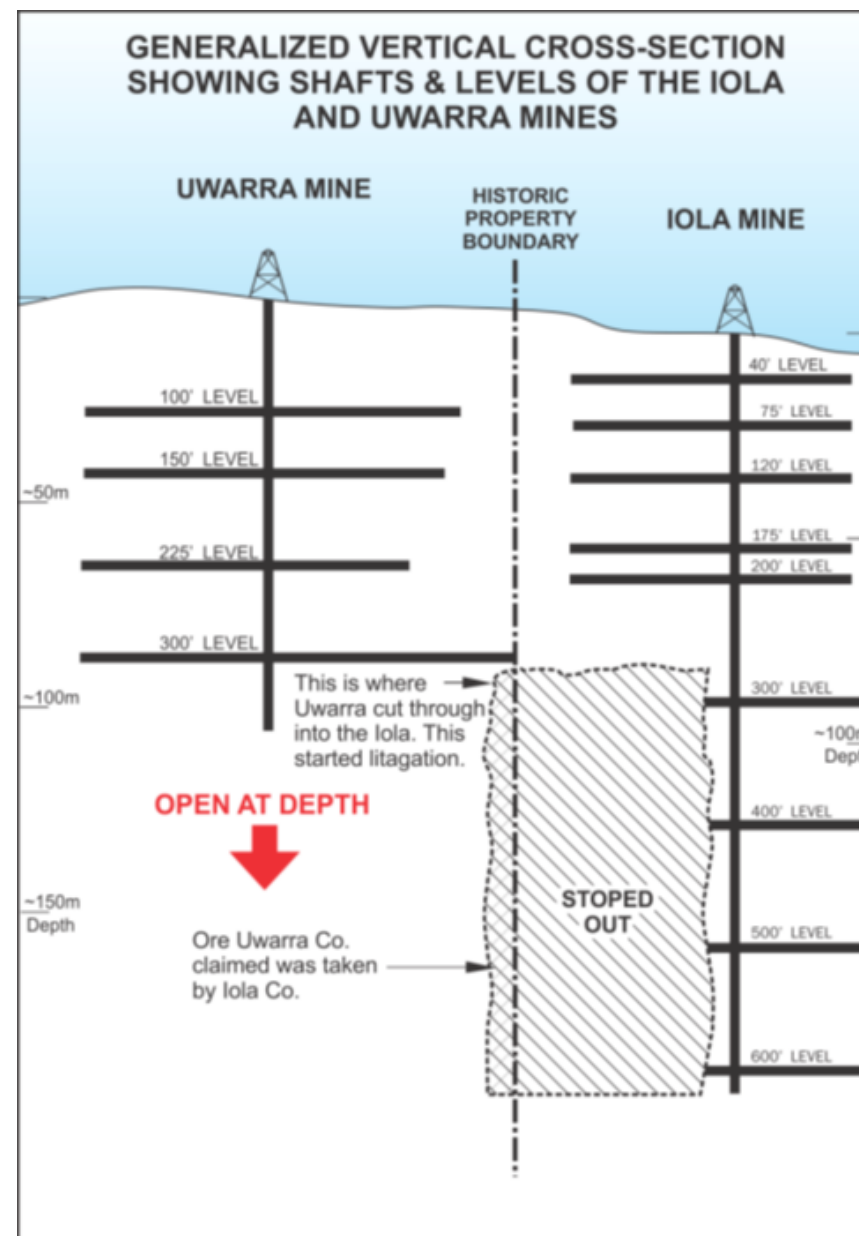 GENERALIZED VERTICAL CROSS-SECTION
SHOWING SHAFTS & LEVELS OF THE IOLA
AND UWARRA MINES
UWARRA MINE
HISTORIC
PROPERTY
BOUNDARY
IOLA MINE
40' LEVEL
100' LEVEL
75' LEVEL
150' LEVEL
120' LEVEL
~50m
225' LEVEL
175' LEVEL
200' LEVEL
300' LEVEL
This is where
Uwarra cut through
into the Iola. This
started litagation.
~100m
300' LEVEL
~100m
Dept
OPEN AT DEPTH
400' LEVEL
~150m
Depth
STOPED
OUT
Ore Uwarra Co.
claimed was taken
by Iola Co.
500' LEVEL
600' LEVEL